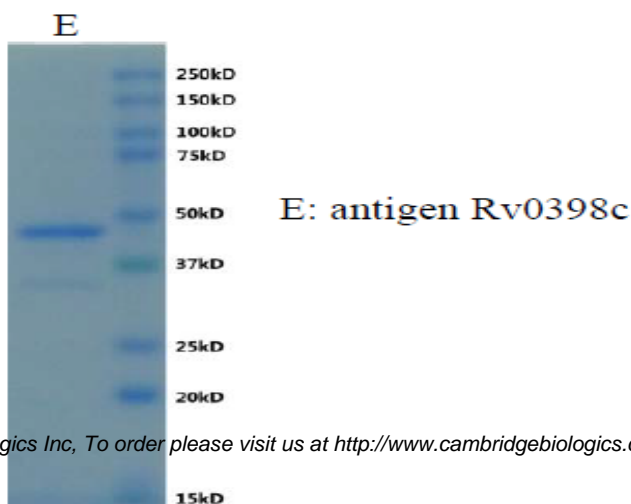 E
250kD
150kD
100kD
75kD
50kD
E: antigen Rv0398c
37kD
25kD
20kD
gics Inc, To order please visit us at http://www.cambridgebiologics.c
15kD